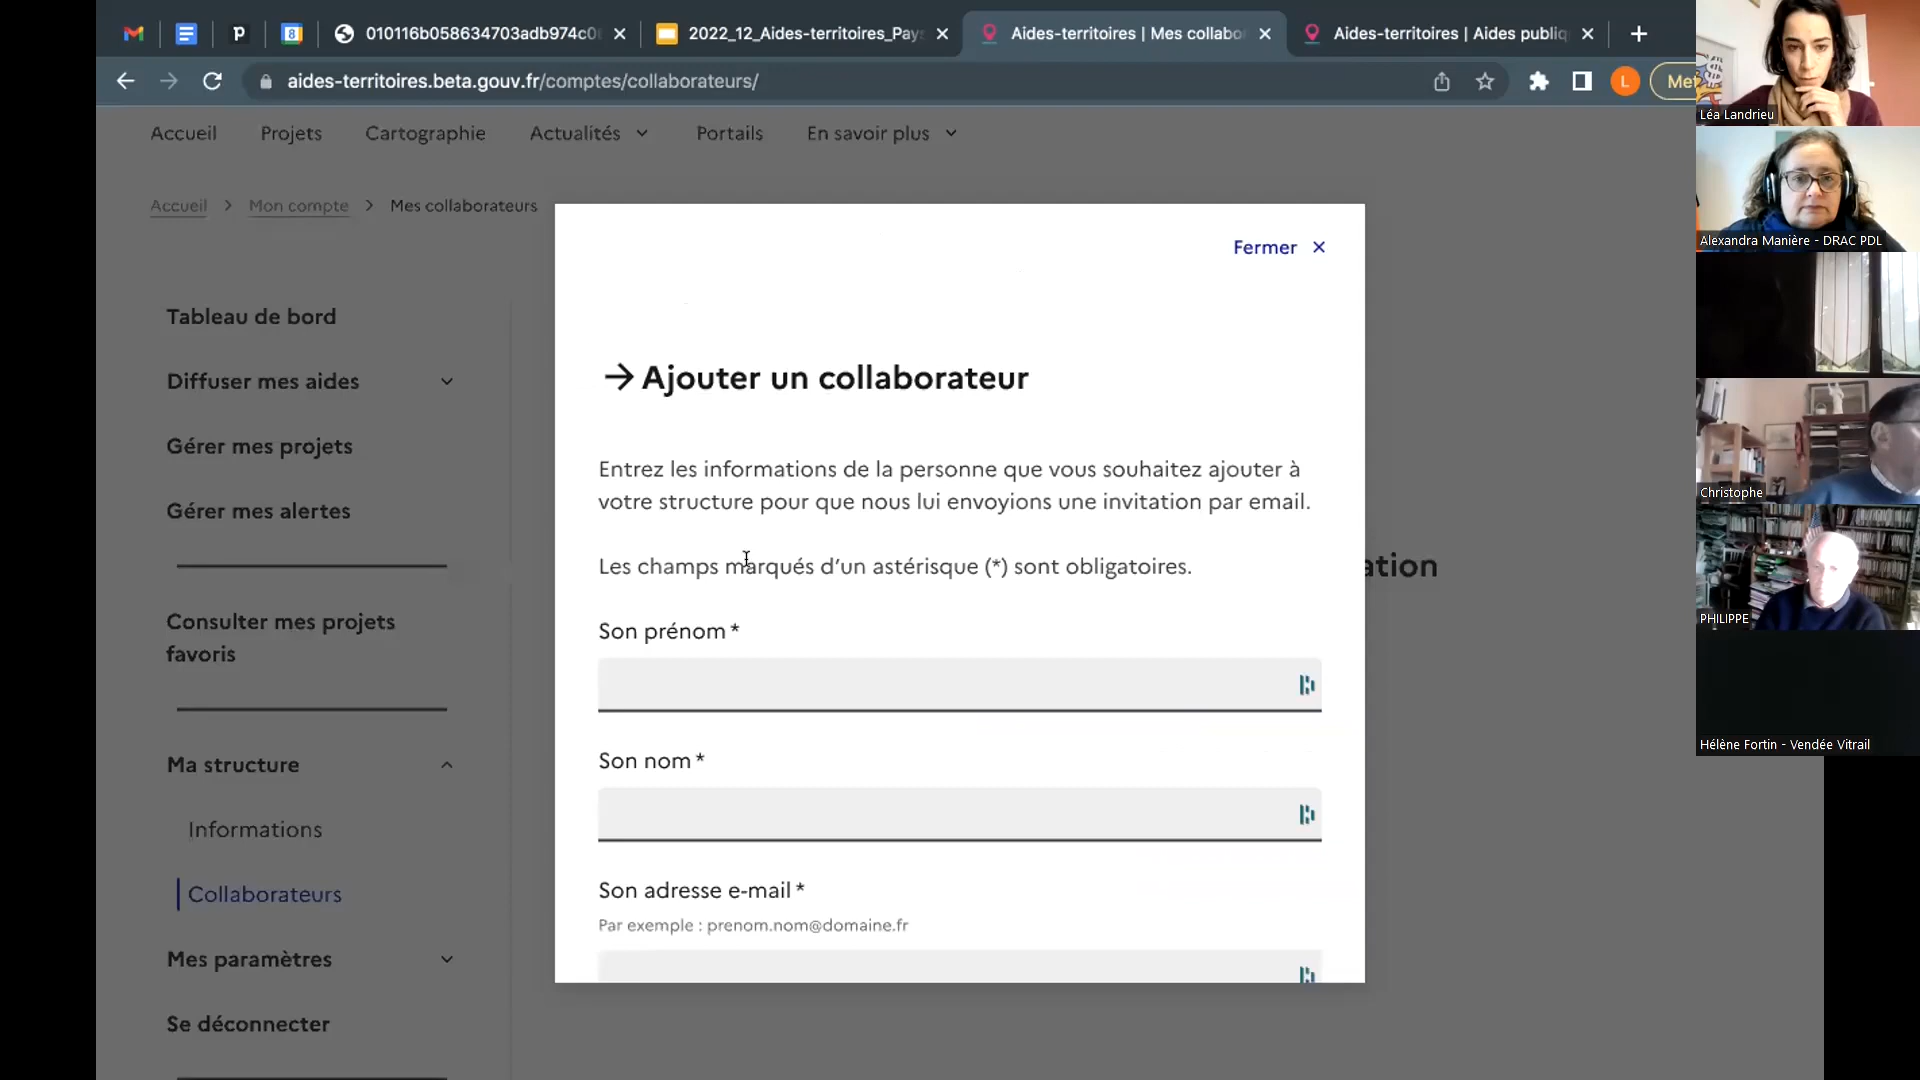 8
010116b058634703adb974c0
2022_12_Aides-territoires_Pay
Aides-territoires | Mes collabo
Aides-territoires | Aides publiq
aides-territoires.beta.gouv.fr/comptes/collaborateurs/
L
Met
Accueil
Projets
Cartographie
Actualités
Portails
En savoir plus
Accueil > Mon compte > Mes collaborateurs
Tableau de bord
Diffuser mes aides
Gérer mes projets
Gérer mes alertes
Consulter mes projets
favoris
Ma structure
Informations
Collaborateurs
Mes paramètres
Se déconnecter
Fermer ×
→ Ajouter un collaborateur
Entrez les informations de la personne que vous souhaitez ajouter à
votre structure pour que nous lui envoyions une invitation par email.
Les champs marqués d’un astérisque (*) sont obligatoires.
Son prénom *
Son nom *
Son adresse e-mail *
Par exemple : prenom.nom@domaine.fr
ation
Léa Landrieu
Alexandra Manière - DRAC PDL
Christophe
PHILIPPE
Hélène Fortin - Vendée Vitrail